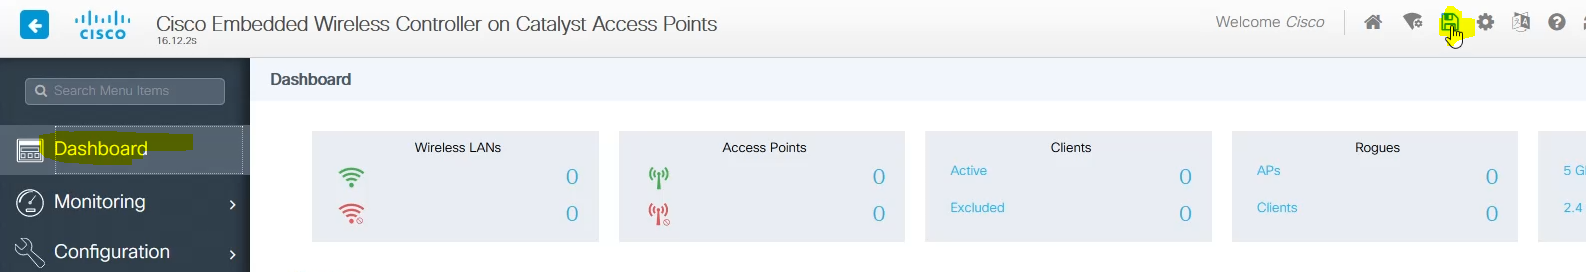 CISCO
Cisco Embedded Wireless Controller on Catalyst Access Points
16.12.2s
Welcome Cisco
Search Menu Items
Dashboard
Dashboard
Monitoring
Configuration
Wireless LANs
0
0
Access Points
0
0
Clients
Active 0
Excluded 0
Rogues
APs 0
Clients 0
5 G
2.4